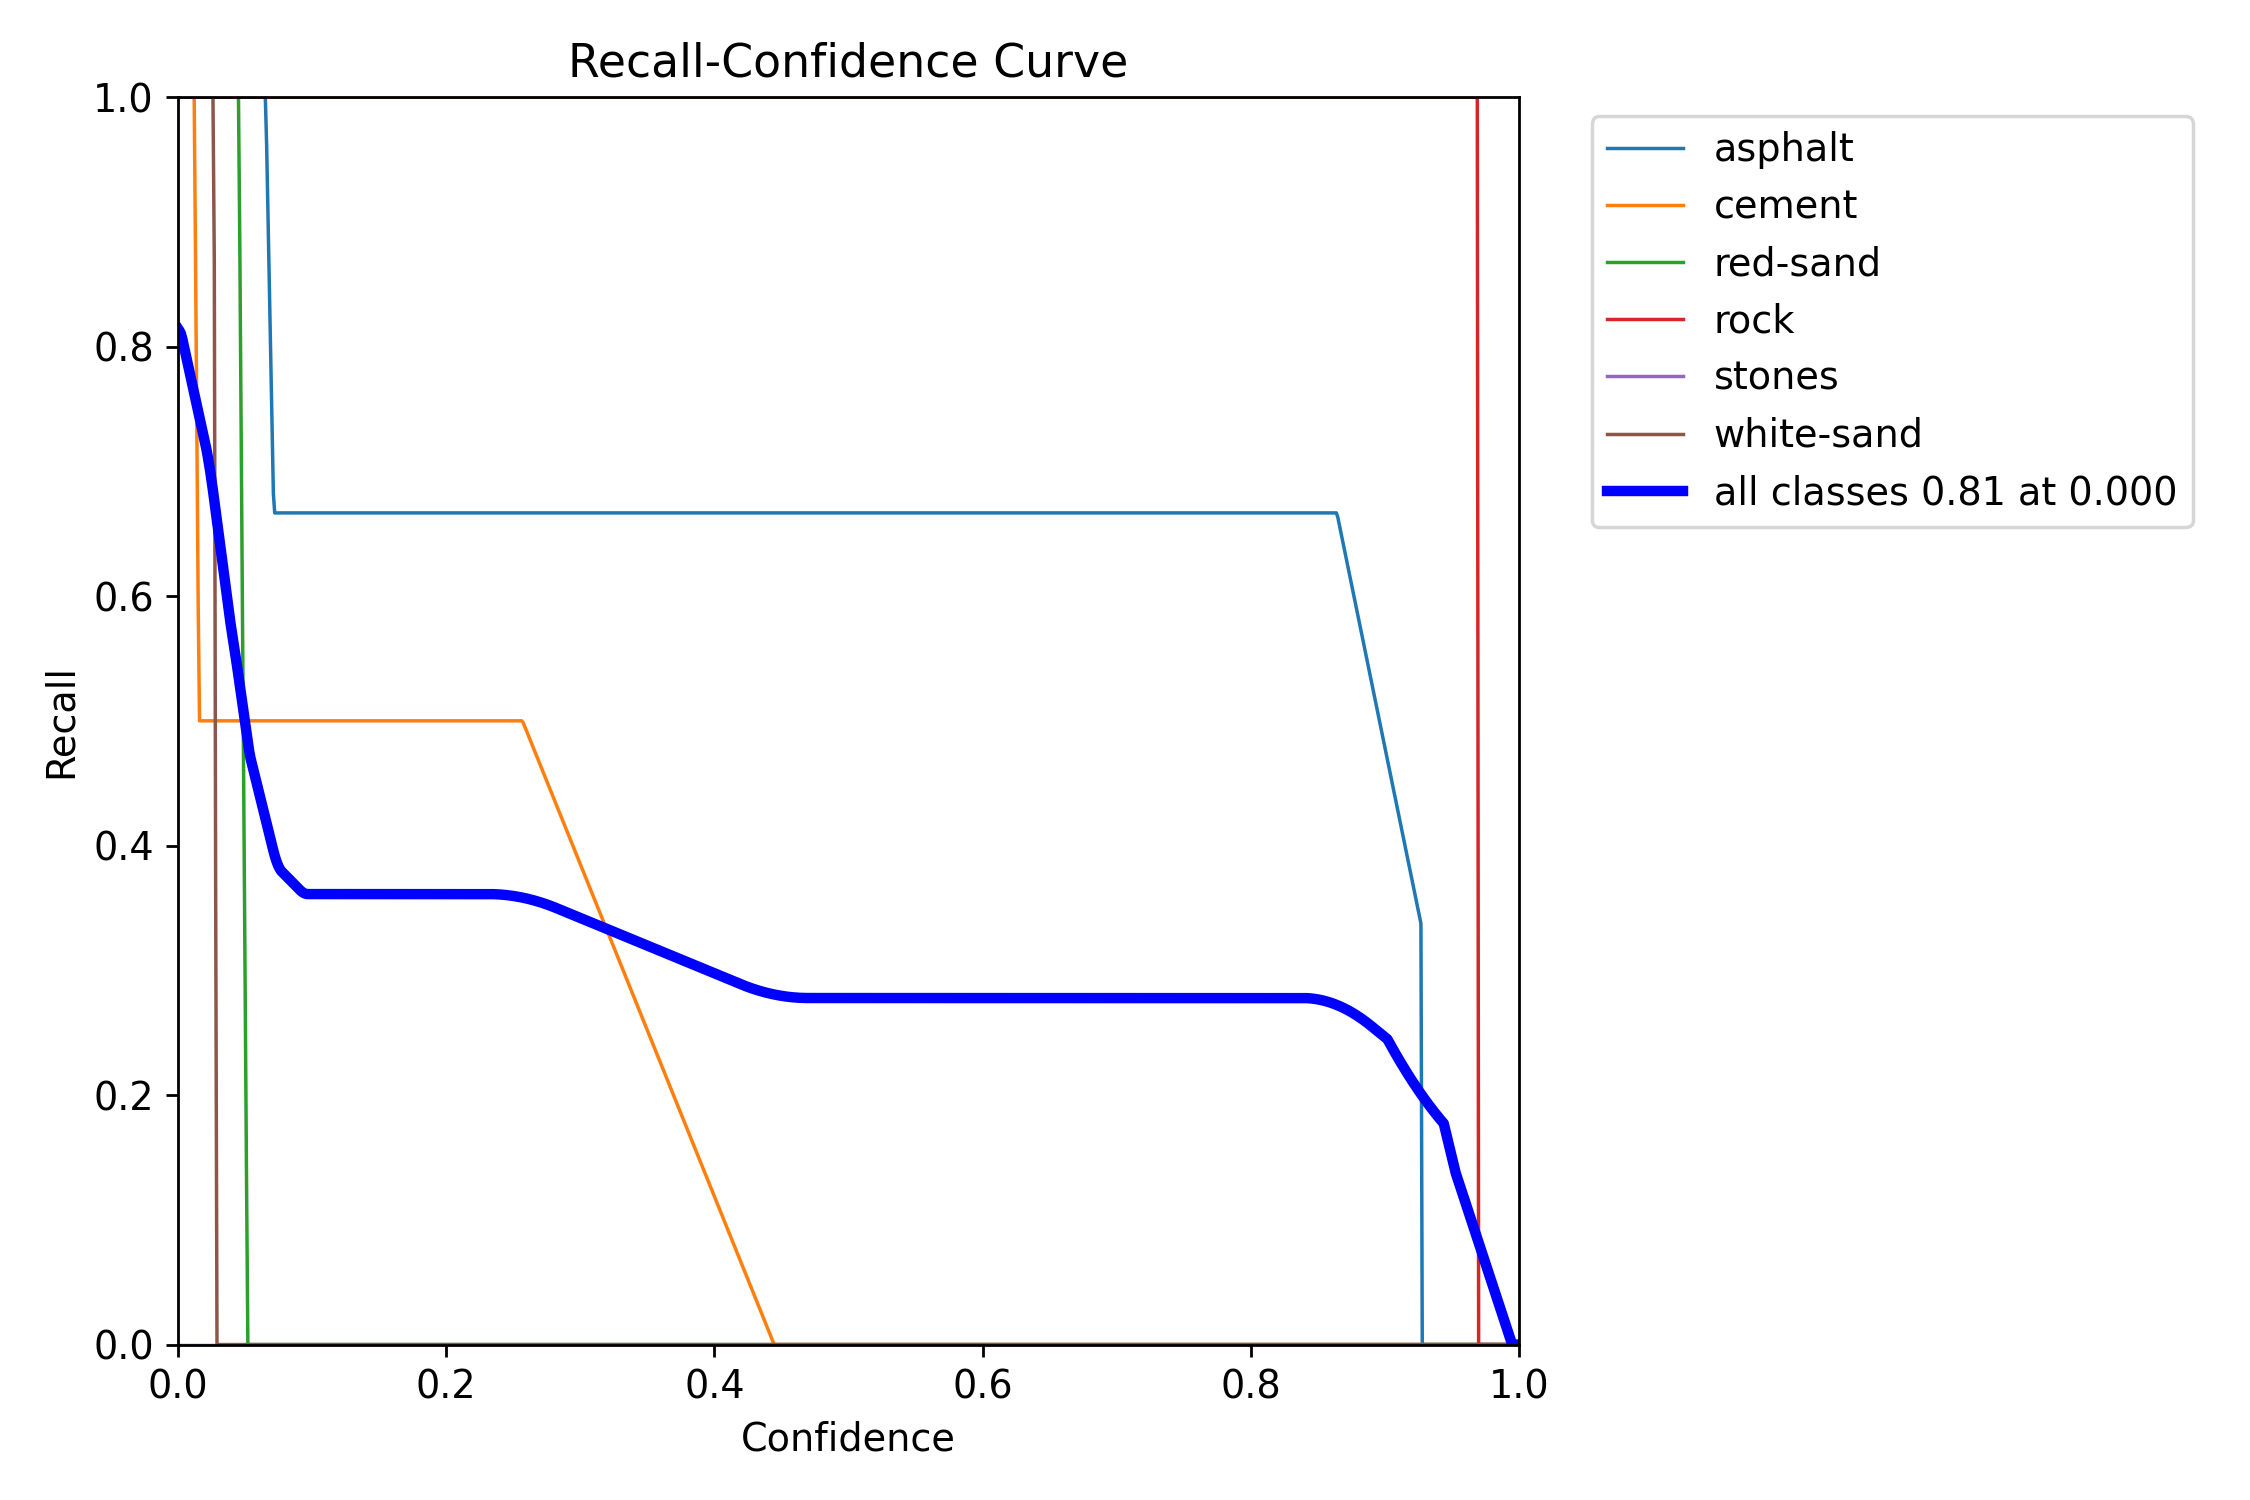 Recall-Confidence Curve
1.0
0.8
0.6
0.4
0.2
0.0
Recall
0.0 0.2 0.4 0.6 0.8 1.0
Confidence
asphalt
cement
red-sand
rock
stones
white-sand
all classes 0.81 at 0.000